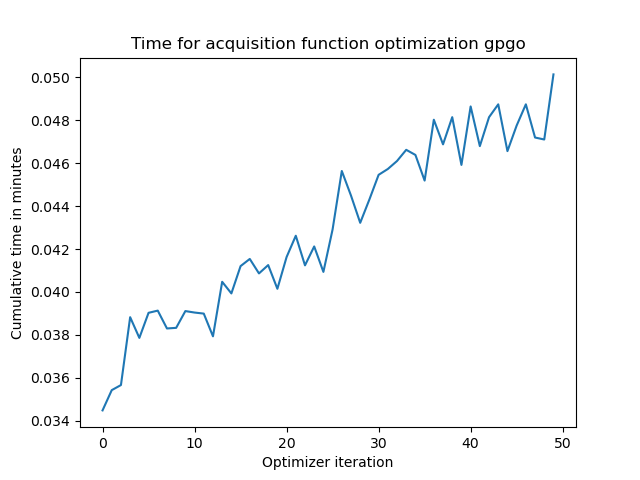 Time for acquisition function optimization gpgo
Cumulative time in minutes
0.050
0.048
0.046
0.044
0.042
0.040
0.038
0.036
0.034
0 10 20 30 40 50
Optimizer iteration